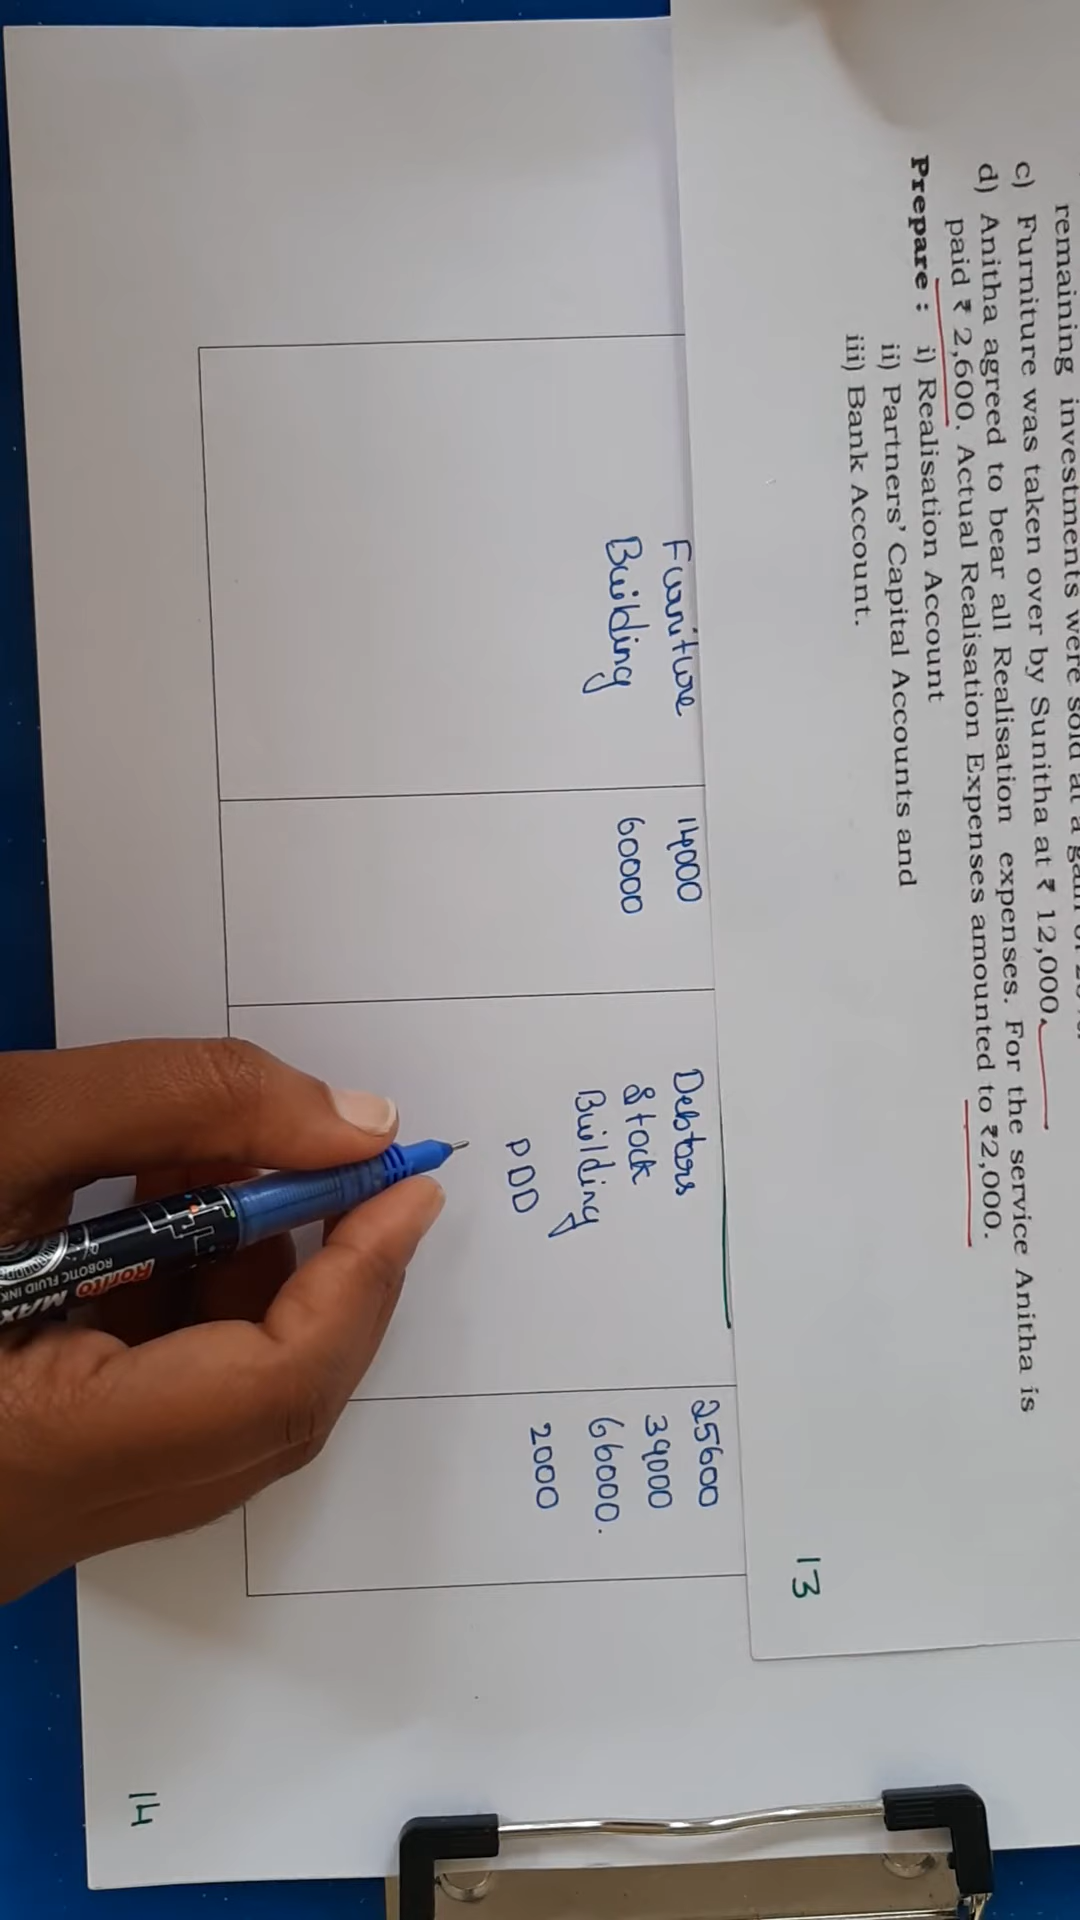 remaining investments were sold at a gain of
c) Furniture was taken over by Sunitha at ₹ 12,000.
d) Anitha agreed to bear all Realisation expenses. For the service Anitha is
paid ₹ 2,600. Actual Realisation Expenses amounted to ₹2,000.
Prepare : i) Realisation Account
ii) Partners' Capital Accounts and
iii) Bank Account.
13
Furniture 14000 Debtors 25600
Building 60000 Stock 39000
Building 66000.
PDD 2000
Rorito MAX
ROBOTIC FLUID INK
14